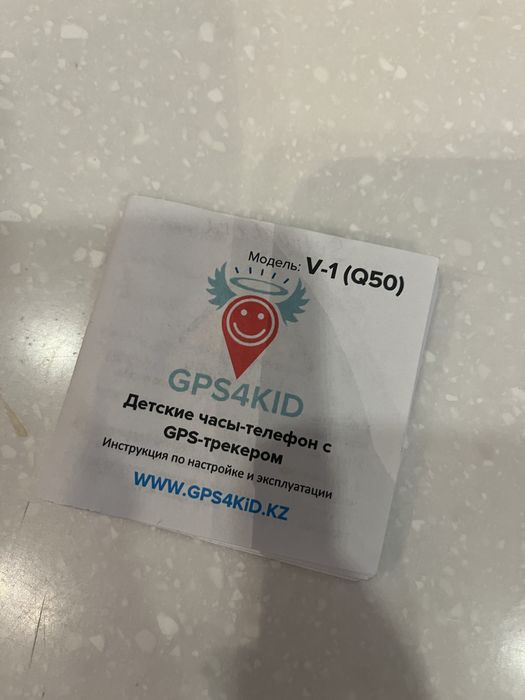 Модель: V-1 (Q50)
GPS4KID
Детские часы-телефон с
GPS-трекером
Инструкция по настройке и эксплуатации
WWW.GPS4KiD.KZ